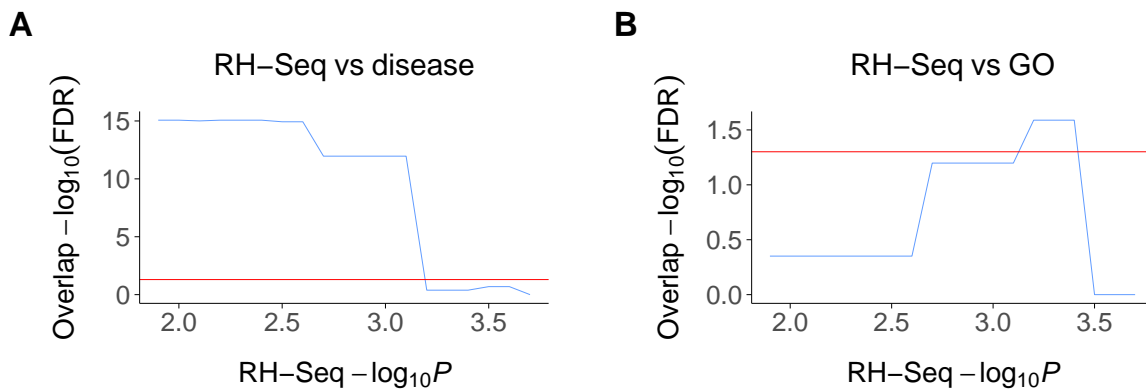 A
RH−Seq vs disease
Overlap −log₁₀(FDR)
15
10
5
0
2.0 2.5 3.0 3.5
RH−Seq −log₁₀P
B
RH−Seq vs GO
Overlap −log₁₀(FDR)
1.5
1.0
0.5
0.0
2.0 2.5 3.0 3.5
RH−Seq −log₁₀P